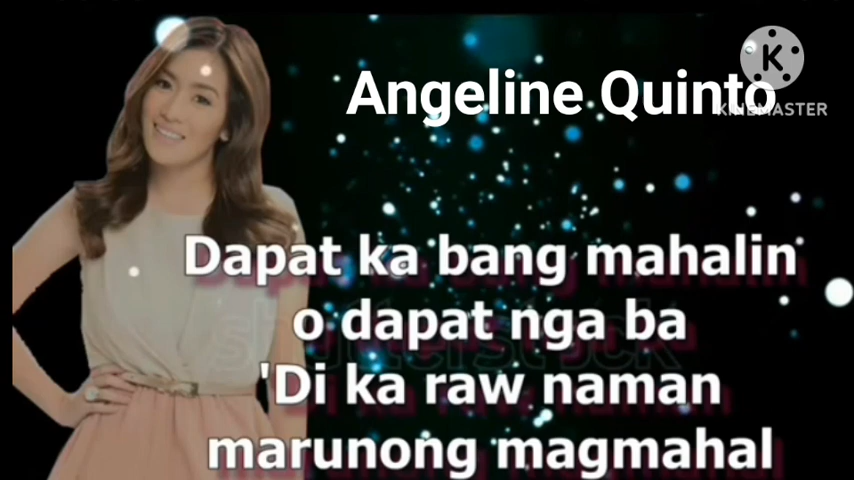 Angeline Quinto
KINEMASTER
Dapat ka bang mahalin
o dapat nga ba
'Di ka raw naman
marunong magmahal